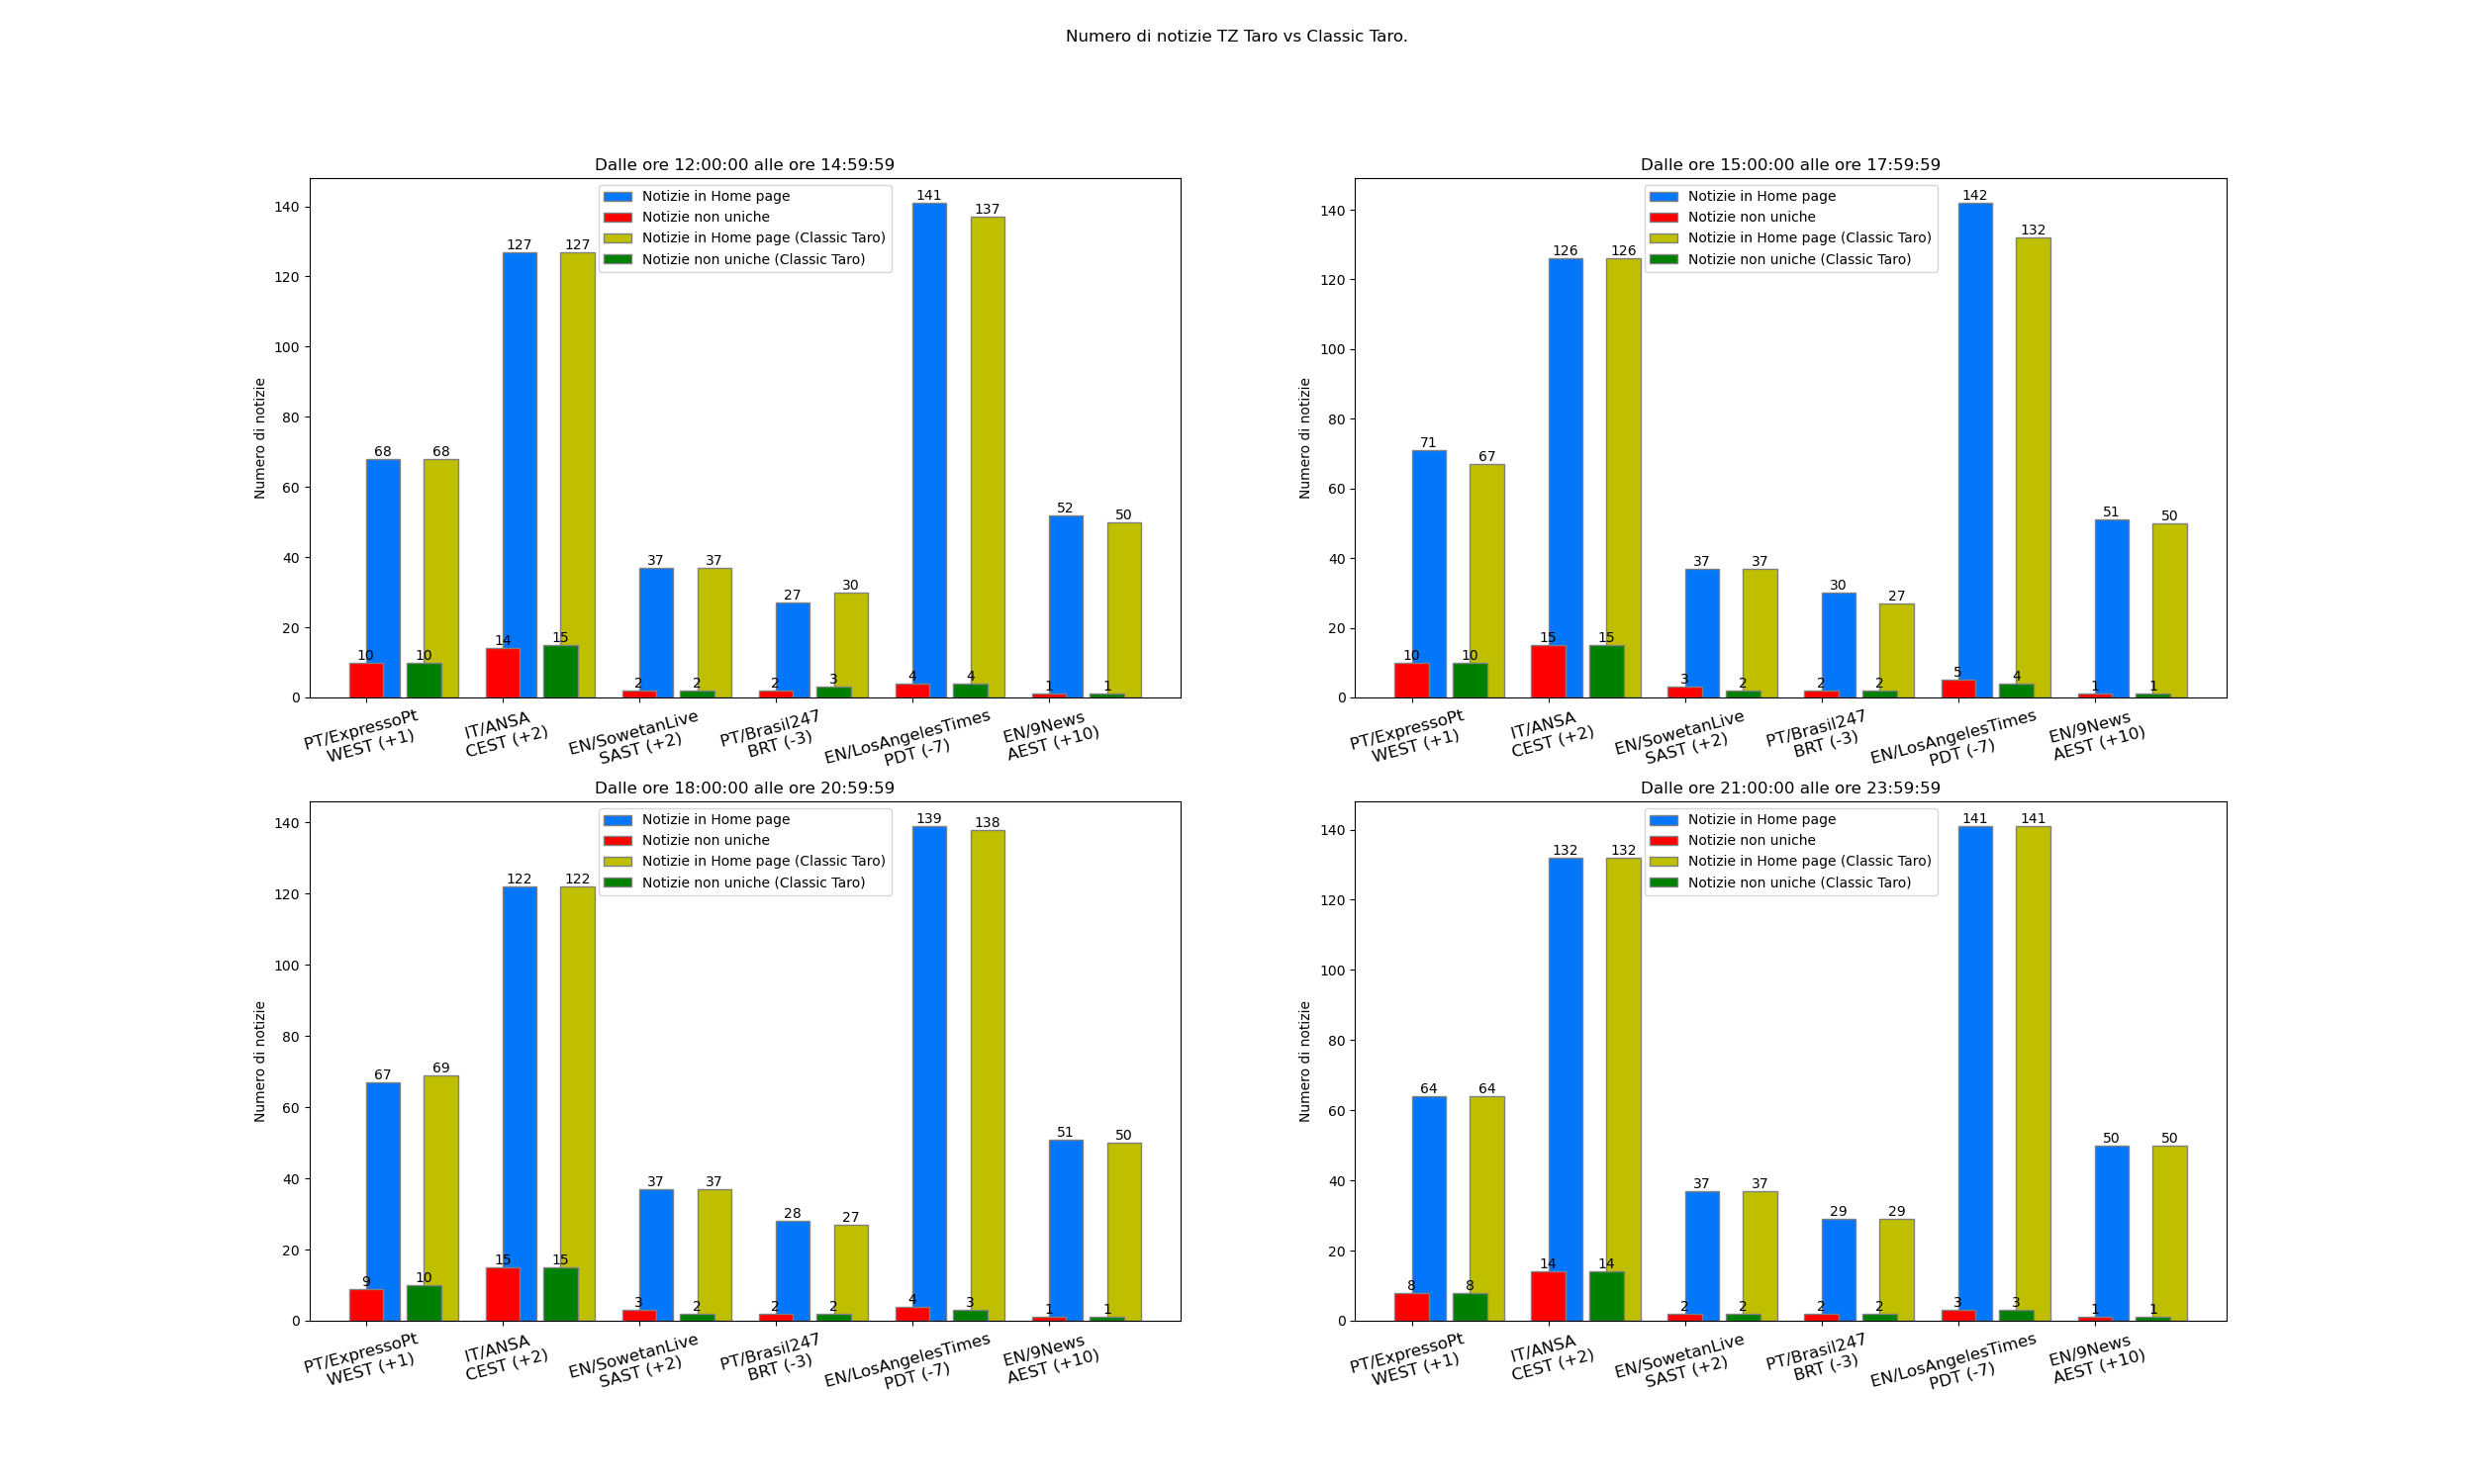 Numero di notizie TZ Taro vs Classic Taro.
Dalle ore 12:00:00 alle ore 14:59:59
Numero di notizie
140
120
100
80
60
40
20
0
Notizie in Home page
Notizie non uniche
Notizie in Home page (Classic Taro)
Notizie non uniche (Classic Taro)
68 68 127 127 37 37 27 30 141 137 52 50
10 10 14 15 2 2 2 3 4 4 1 1
PT/ExpressoPt
WEST (+1)
IT/ANSA
CEST (+2)
EN/SowetanLive
SAST (+2)
PT/Brasil247
BRT (-3)
EN/LosAngelesTimes
PDT (-7)
EN/9News
AEST (+10)
Dalle ore 15:00:00 alle ore 17:59:59
Numero di notizie
140
120
100
80
60
40
20
0
Notizie in Home page
Notizie non uniche
Notizie in Home page (Classic Taro)
Notizie non uniche (Classic Taro)
71 67 126 126 37 37 30 27 142 132 51 50
10 10 15 15 3 2 2 2 5 4 1 1
PT/ExpressoPt
WEST (+1)
IT/ANSA
CEST (+2)
EN/SowetanLive
SAST (+2)
PT/Brasil247
BRT (-3)
EN/LosAngelesTimes
PDT (-7)
EN/9News
AEST (+10)
Dalle ore 18:00:00 alle ore 20:59:59
Numero di notizie
140
120
100
80
60
40
20
0
Notizie in Home page
Notizie non uniche
Notizie in Home page (Classic Taro)
Notizie non uniche (Classic Taro)
67 69 122 122 37 37 28 27 139 138 51 50
9 10 15 15 3 2 2 2 4 3 1 1
PT/ExpressoPt
WEST (+1)
IT/ANSA
CEST (+2)
EN/SowetanLive
SAST (+2)
PT/Brasil247
BRT (-3)
EN/LosAngelesTimes
PDT (-7)
EN/9News
AEST (+10)
Dalle ore 21:00:00 alle ore 23:59:59
Numero di notizie
140
120
100
80
60
40
20
0
Notizie in Home page
Notizie non uniche
Notizie in Home page (Classic Taro)
Notizie non uniche (Classic Taro)
64 64 132 132 37 37 29 29 141 141 50 50
8 8 14 14 2 2 2 2 3 3 1 1
PT/ExpressoPt
WEST (+1)
IT/ANSA
CEST (+2)
EN/SowetanLive
SAST (+2)
PT/Brasil247
BRT (-3)
EN/LosAngelesTimes
PDT (-7)
EN/9News
AEST (+10)